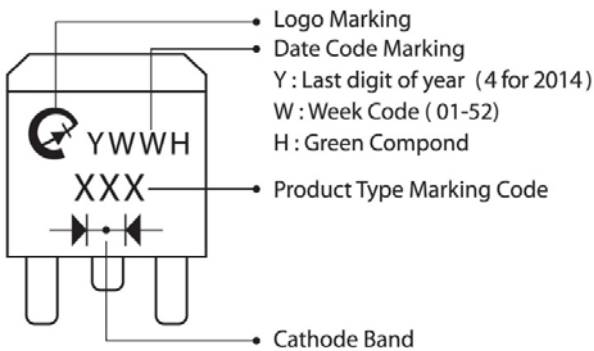 Logo Marking
Date Code Marking
Y : Last digit of year ( 4 for 2014 )
W : Week Code ( 01-52)
H : Green Compond
YWWH
XXX
Product Type Marking Code
Cathode Band